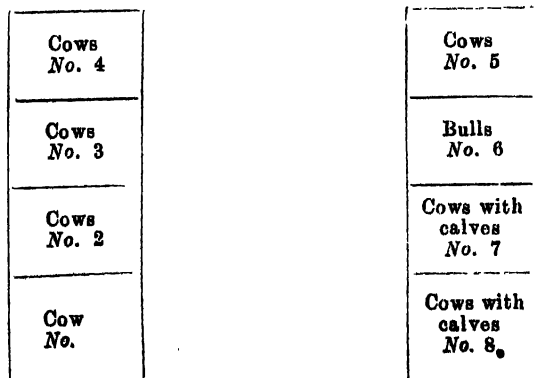 Cows
No. 4
Cows
No. 3
Cows
No. 2
Cow
No.
Cows
No. 5
Bulls
No. 6
Cows with
calves
No. 7
Cows with
calves
No. 8.